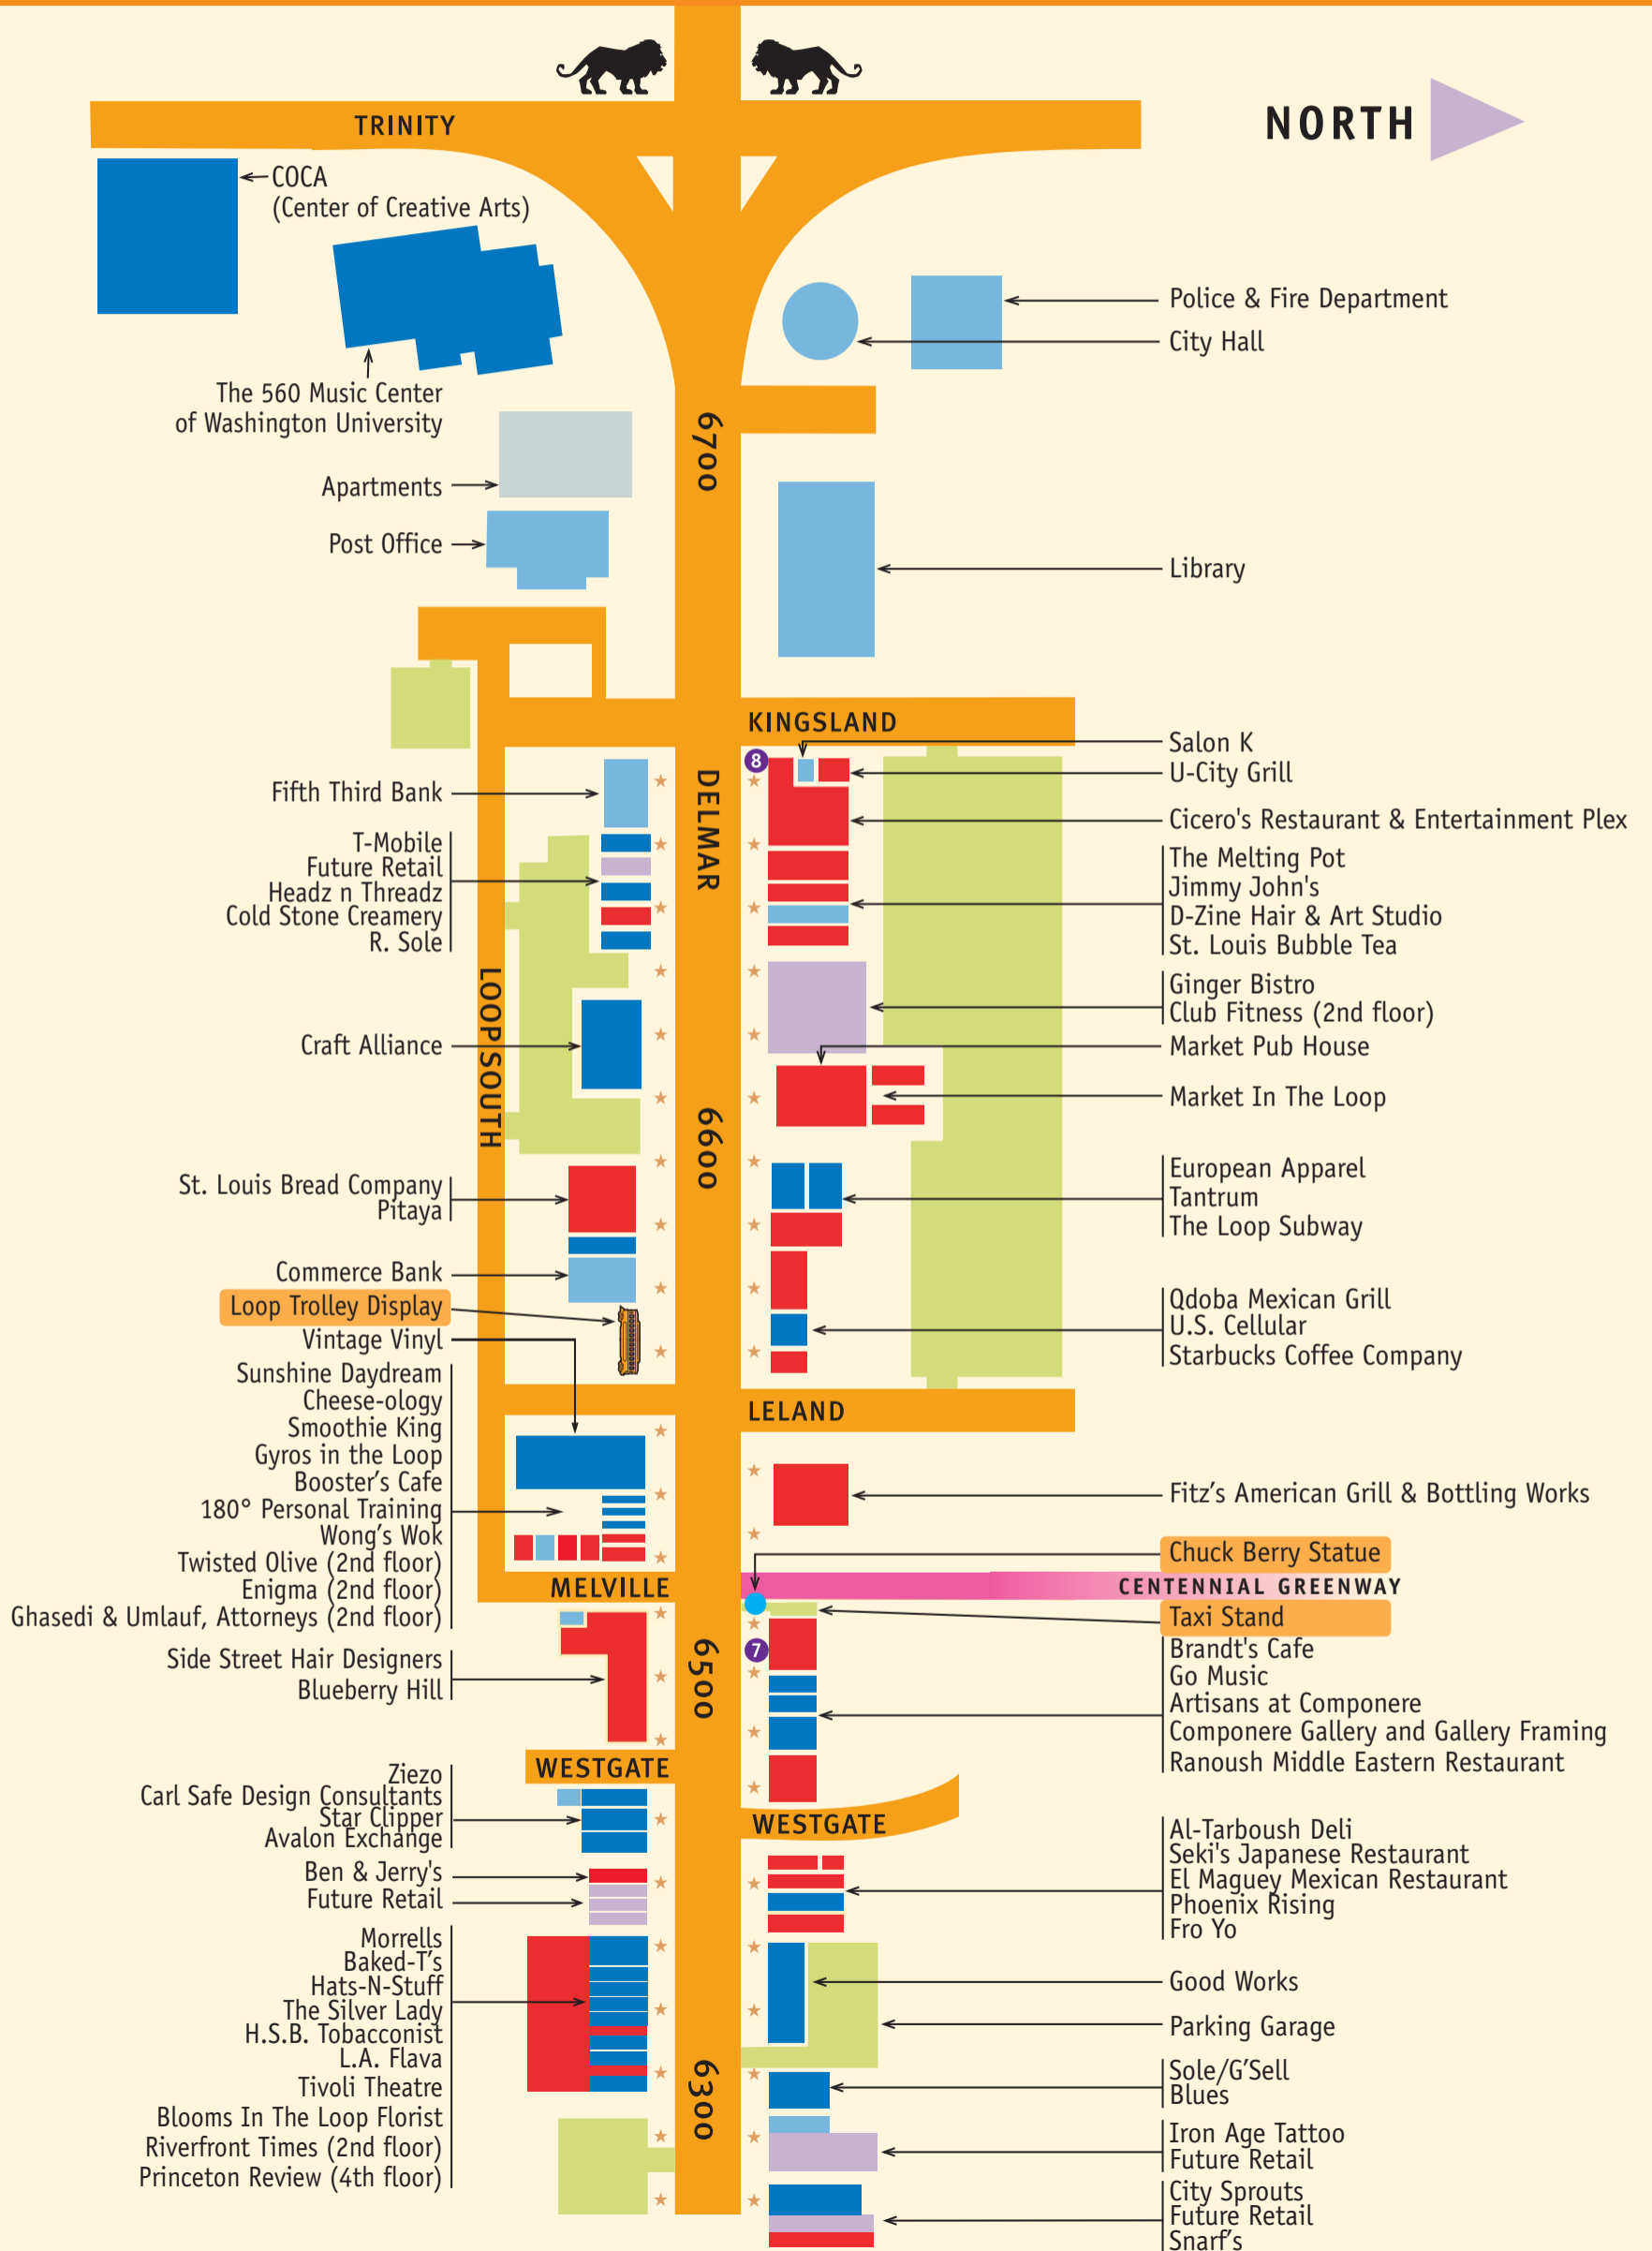 TRINITY
NORTH
COCA
(Center of Creative Arts)
The 560 Music Center
of Washington University
Apartments
Post Office
Police & Fire Department
City Hall
6700
Library
KINGSLAND
8
Salon K
U-City Grill
Cicero's Restaurant & Entertainment Plex
The Melting Pot
Jimmy John's
D-Zine Hair & Art Studio
St. Louis Bubble Tea
Ginger Bistro
Club Fitness (2nd floor)
Market Pub House
Market In The Loop
European Apparel
Tantrum
The Loop Subway
Qdoba Mexican Grill
U.S. Cellular
Starbucks Coffee Company
DELMAR
6600
LOOP SOUTH
Fifth Third Bank
T-Mobile
Future Retail
Headz n Threadz
Cold Stone Creamery
R. Sole
Craft Alliance
St. Louis Bread Company
Pitaya
Commerce Bank
Loop Trolley Display
Vintage Vinyl
Sunshine Daydream
Cheese-ology
Smoothie King
Gyros in the Loop
Booster's Cafe
180° Personal Training
Wong's Wok
Twisted Olive (2nd floor)
Enigma (2nd floor)
Ghasedi & Umlauf, Attorneys (2nd floor)
LELAND
Fitz's American Grill & Bottling Works
Chuck Berry Statue
MELVILLE
CENTENNIAL GREENWAY
Taxi Stand
7
6500
Brandt's Cafe
Go Music
Artisans at Componere
Componere Gallery and Gallery Framing
Ranoush Middle Eastern Restaurant
Side Street Hair Designers
Blueberry Hill
WESTGATE
WESTGATE
Ziezo
Carl Safe Design Consultants
Star Clipper
Avalon Exchange
Ben & Jerry's
Future Retail
Morrells
Baked-T's
Hats-N-Stuff
The Silver Lady
H.S.B. Tobacconist
L.A. Flava
Tivoli Theatre
Blooms In The Loop Florist
Riverfront Times (2nd floor)
Princeton Review (4th floor)
6300
Al-Tarboush Deli
Seki's Japanese Restaurant
El Maguey Mexican Restaurant
Phoenix Rising
Fro Yo
Good Works
Parking Garage
Sole/G'Sell
Blues
Iron Age Tattoo
Future Retail
City Sprouts
Future Retail
Snarf's